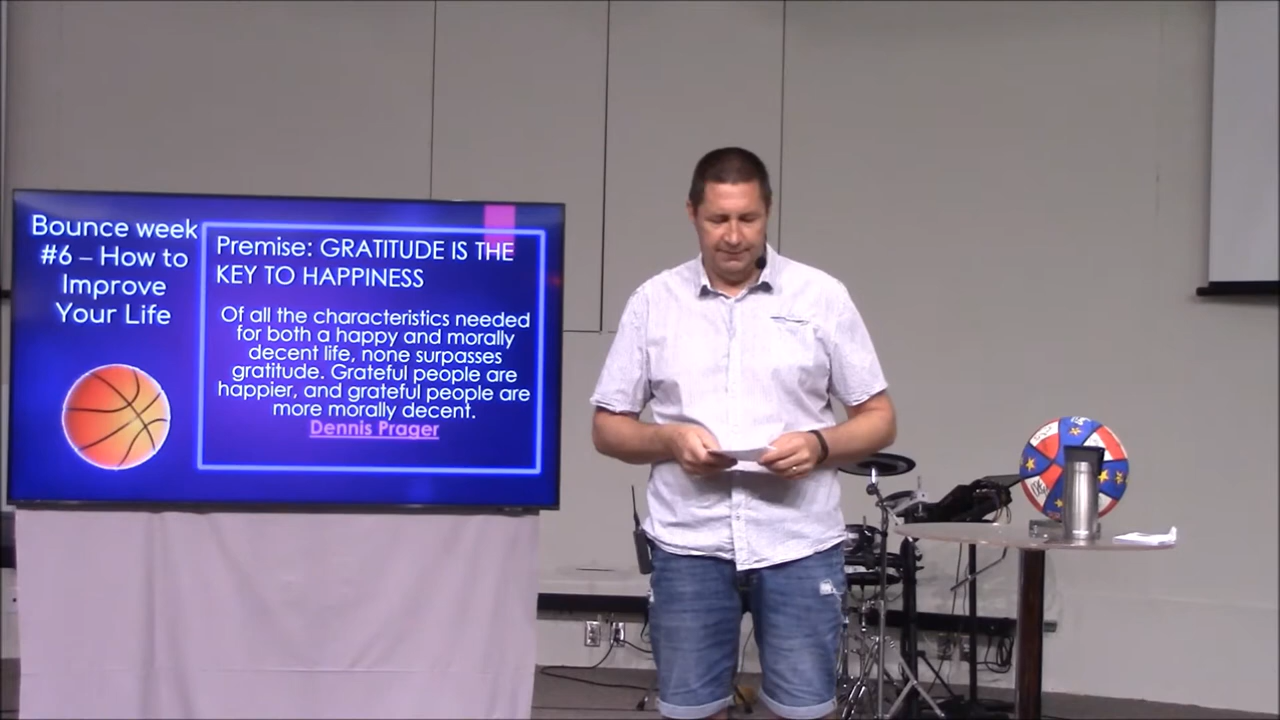 Bounce week
#6 – How to
Improve
Your Life
Premise: GRATITUDE IS THE
KEY TO HAPPINESS
Of all the characteristics needed
for both a happy and morally
decent life, none surpasses
gratitude. Grateful people are
happier, and grateful people are
more morally decent.
Dennis Prager